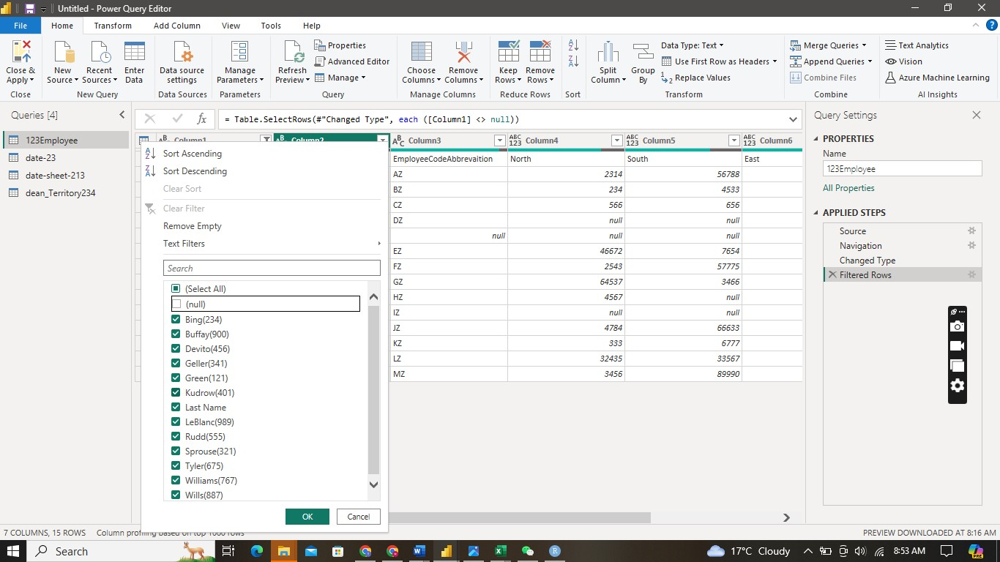 Untitled - Power Query Editor
File Home Transform Add Column View Tools Help
Close & Apply
New Source
Recent Sources
Enter Data
Data source settings
Manage Parameters
Refresh Preview
Properties
Advanced Editor
Manage
Choose Columns
Remove Columns
Keep Rows
Remove Rows
Split Column
Group By
Data Type: Text
Use First Row as Headers
Replace Values
Merge Queries
Append Queries
Combine Files
Text Analytics
Vision
Azure Machine Learning
Close New Query Data Sources Parameters Query Manage Columns Reduce Rows Sort Transform Combine AI Insights
Queries [4]
123Employee
date-23
date-sheet-213
dean_Territory234
fx = Table.SelectRows(#"Changed Type", each ([Column1] <> null))
Column1 Column2 ABC Column3 ABC 123 Column4 ABC 123 Column5 ABC 123 Column6
EmployeeCodeAbbrevaition North South East
AZ 2314 56788
BZ 234 4533
CZ 566 656
DZ null null
null null null
EZ 46672 7654
FZ 2543 57775
GZ 64537 3466
HZ 4567 null
IZ null null
JZ 4784 66633
KZ 333 6777
LZ 32435 33567
MZ 3456 89990
Sort Ascending
Sort Descending
Clear Sort
Clear Filter
Remove Empty
Text Filters
Search
(Select All)
(null)
Bing(234)
Buffay(900)
Devito(456)
Geller(341)
Green(121)
Kudrow(401)
Last Name
LeBlanc(989)
Rudd(555)
Sprouse(321)
Tyler(675)
Williams(767)
Wills(887)
OK Cancel
Query Settings
PROPERTIES
Name
123Employee
All Properties
APPLIED STEPS
Source
Navigation
Changed Type
Filtered Rows
7 COLUMNS, 15 ROWS Column profiling based on top 1000 rows PREVIEW DOWNLOADED AT 8:16 AM
Search 17°C Cloudy 8:53 AM